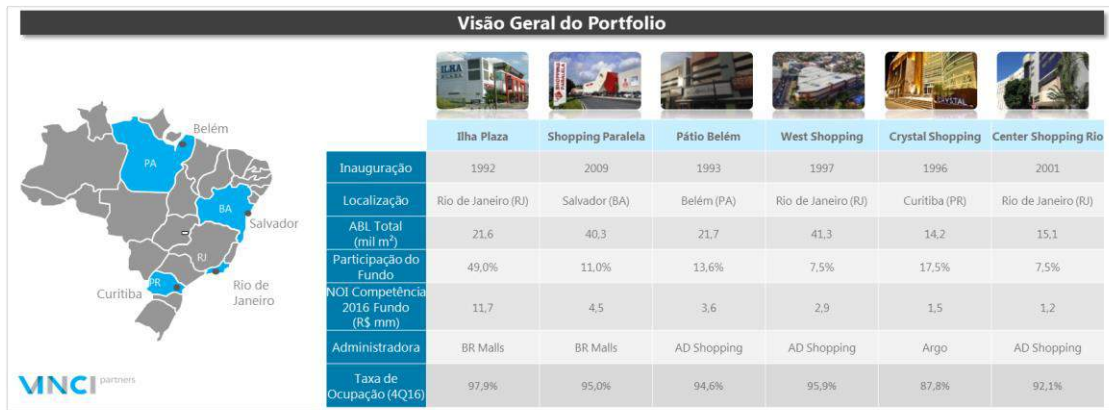 Visão Geral do Portfolio
ILHA PLAZA
SHOPPING PARALELA
CRYSTAL
Ilha Plaza Shopping Paralela Pátio Belém West Shopping Crystal Shopping Center Shopping Rio
Inauguração 1992 2009 1993 1997 1996 2001
Localização Rio de Janeiro (RJ) Salvador (BA) Belém (PA) Rio de Janeiro (RJ) Curitiba (PR) Rio de Janeiro (RJ)
ABL Total
(mil m²) 21,6 40,3 21,7 41,3 14,2 15,1
Participação do
Fundo 49,0% 11,0% 13,6% 7,5% 17,5% 7,5%
NOI Competência
2016 Fundo
(R$ mm) 11,7 4,5 3,6 2,9 1,5 1,2
Administradora BR Malls BR Malls AD Shopping AD Shopping Argo AD Shopping
Taxa de
Ocupação (4Q16) 97,9% 95,0% 94,6% 95,9% 87,8% 92,1%
Belém
PA
BA
Salvador
RJ
PR
Rio de
Janeiro
Curitiba
VINCI partners